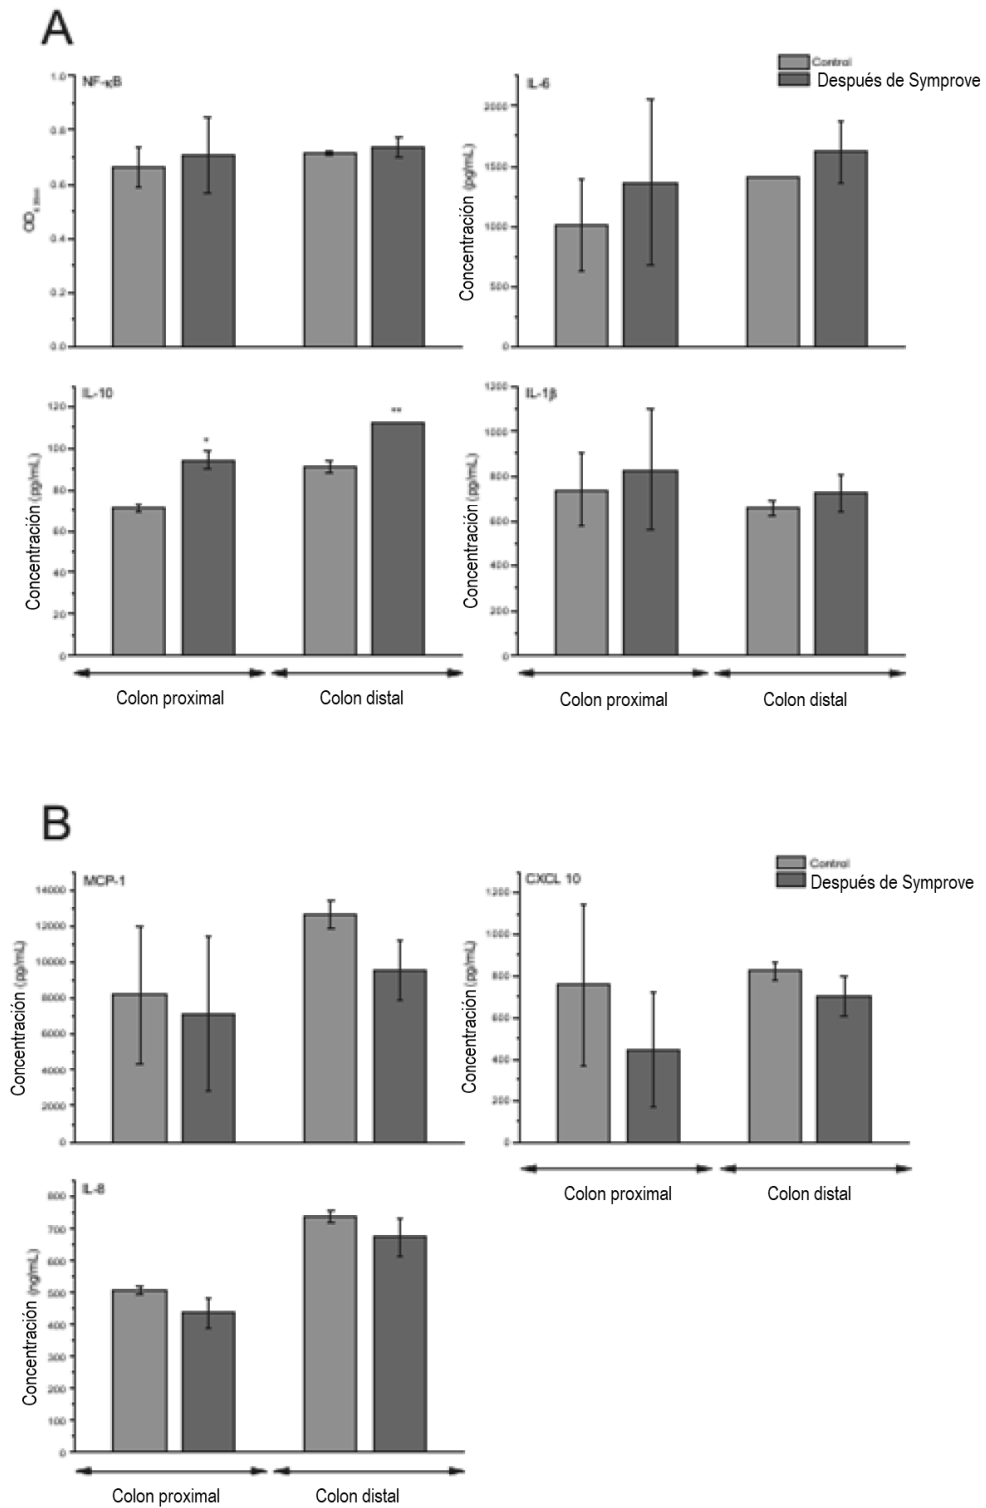 A
Control
Después de Symprove
NF-κB
1.0
0.8
0.6
0.4
0.2
0.0
IL-6
Concentración (pg/mL)
2000
1500
1000
500
0
IL-10
Concentración (pg/mL)
120
100
80
60
40
20
0
*
**
Colon proximal
Colon distal
IL-1β
Concentración (pg/mL)
1200
1000
800
600
400
200
0
Colon proximal
Colon distal
B
Control
Después de Symprove
MCP-1
Concentración (pg/mL)
14000
12000
10000
8000
6000
4000
2000
0
CXCL 10
Concentración (pg/mL)
1200
1000
800
600
400
200
0
Colon proximal
Colon distal
IL-8
Concentración (ng/mL)
800
700
600
500
400
300
200
100
0
Colon proximal
Colon distal